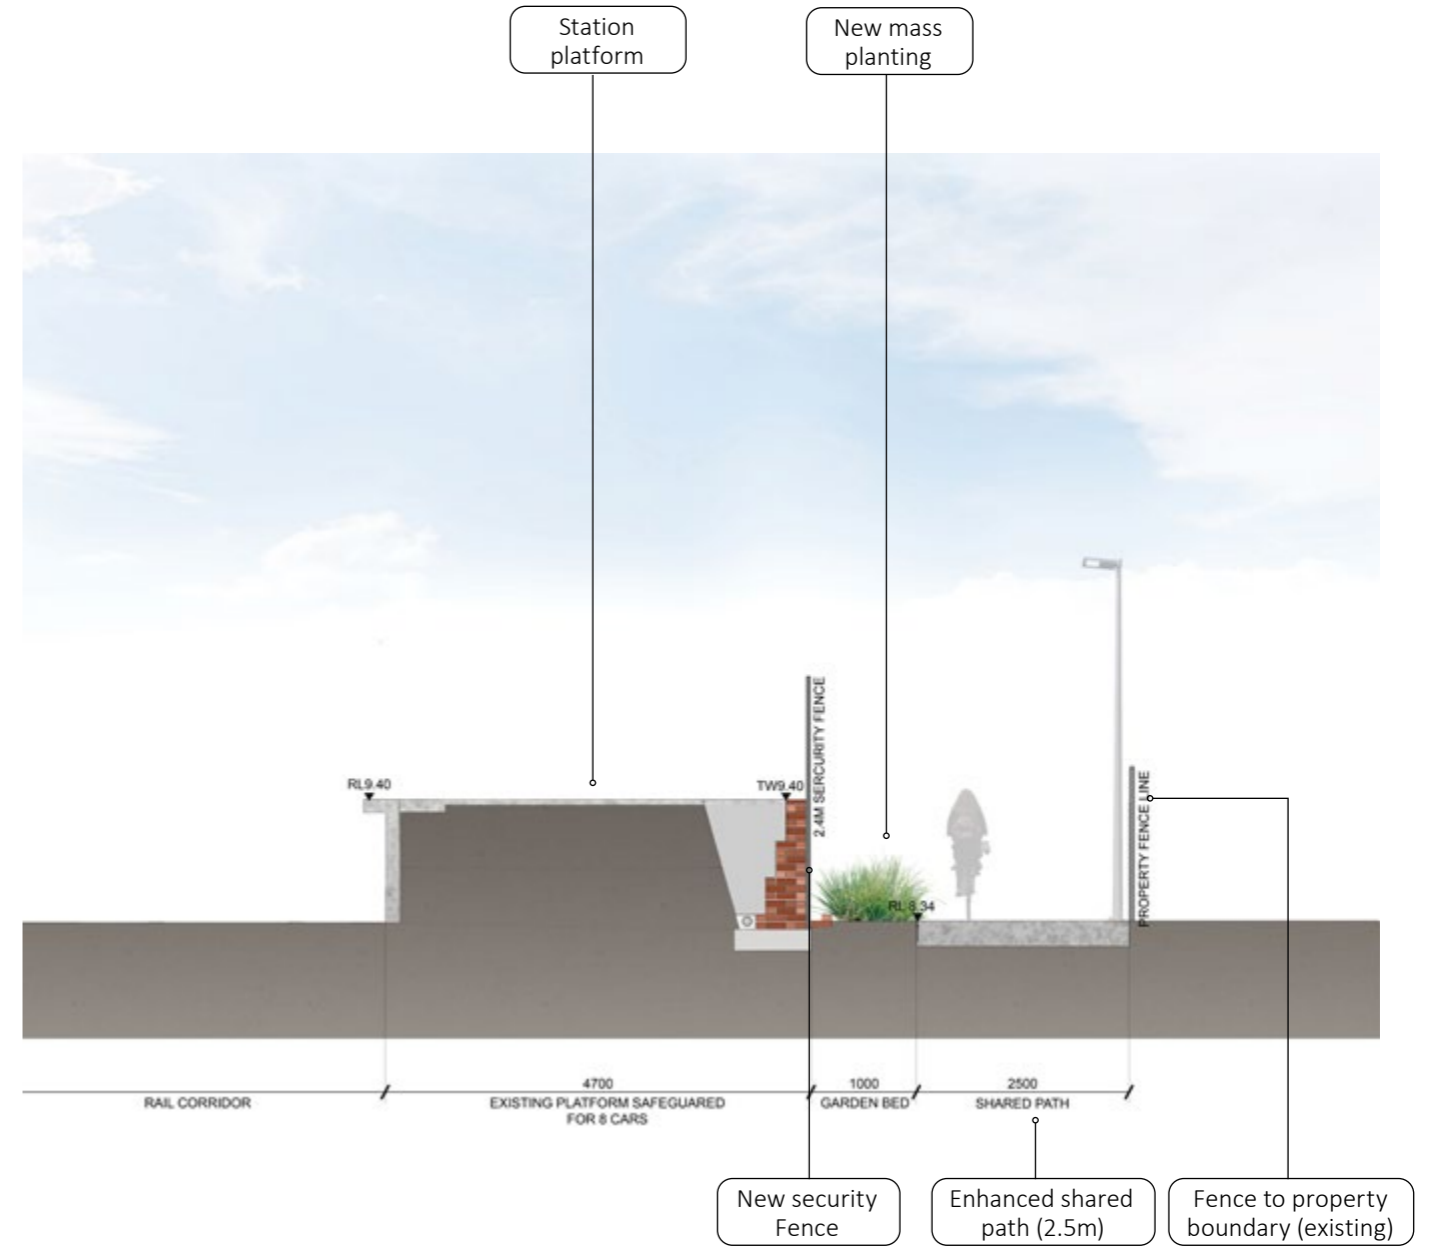 Station
platform
New mass
planting
2.4M SERCURITY FENCE
RL9.40
TW9.40
PROPERTY FENCE LINE
RL 8.34
4700
1000
2500
RAIL CORRIDOR
EXISTING PLATFORM SAFEGUARED
FOR 8 CARS
GARDEN BED
SHARED PATH
New security
Fence
Enhanced shared
path (2.5m)
Fence to property
boundary (existing)